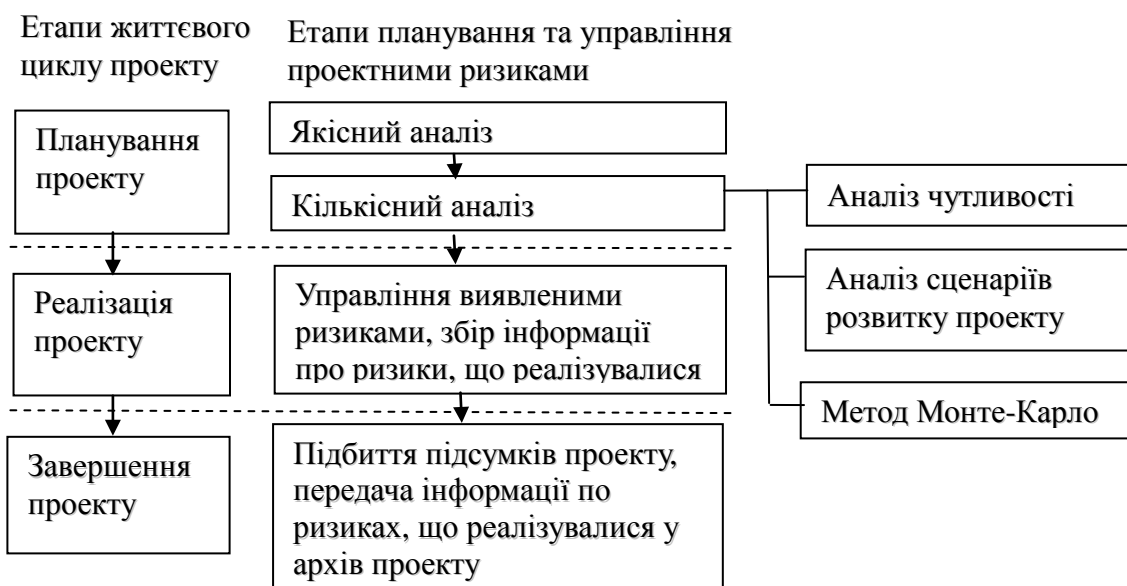 Етапи життєвого
циклу проекту
Етапи планування та управління
проектними ризиками
Планування
проекту
Якісний аналіз
Кількісний аналіз
Аналіз чутливості
Аналіз сценаріїв
розвитку проекту
Метод Монте-Карло
Реалізація
проекту
Управління виявленими
ризиками, збір інформації
про ризики, що реалізувалися
Завершення
проекту
Підбиття підсумків проекту,
передача інформації по
ризиках, що реалізувалися у
архів проекту